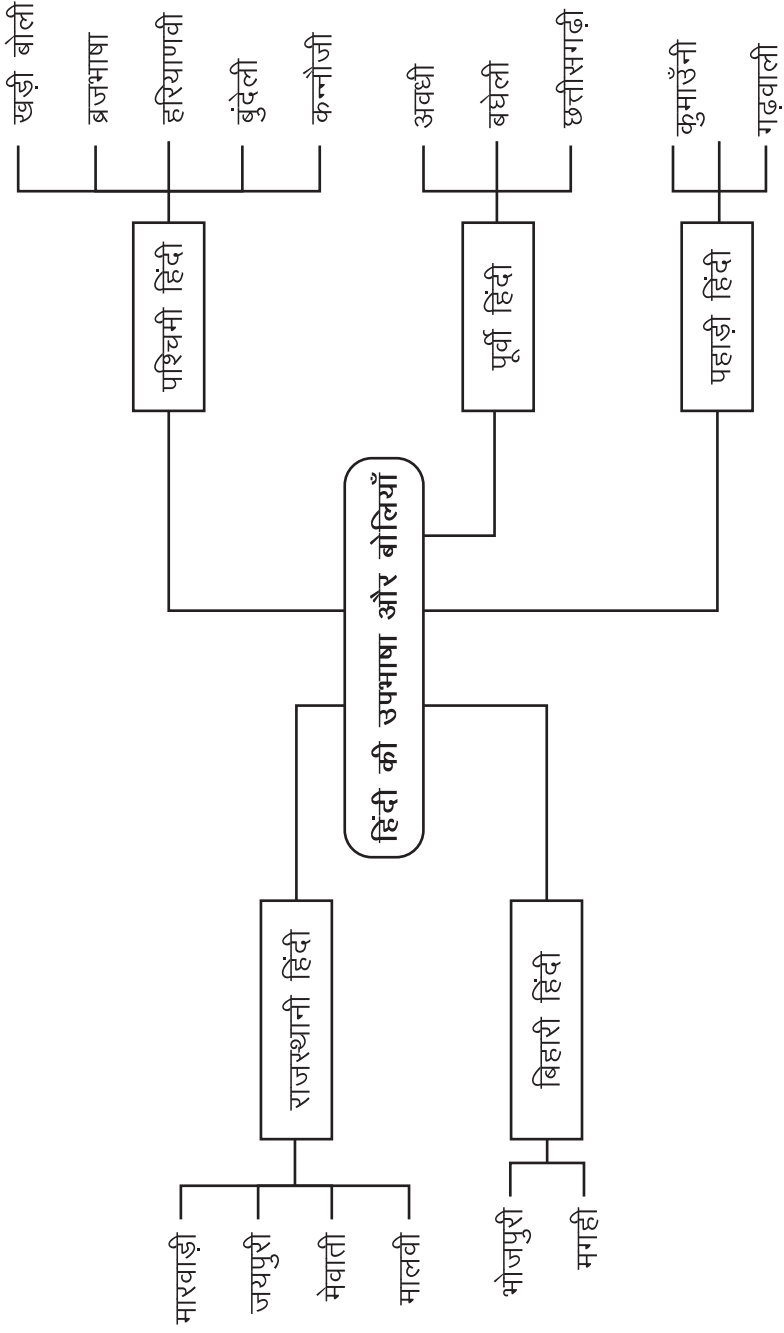 हिंदी की उपभाषा और बोलियाँ
पश्चिमी हिंदी
खड़ी बोली
ब्रजभाषा
हरियाणवी
बुंदेली
कन्नौजी
पूर्वी हिंदी
अवधी
बघेली
छत्तीसगढ़ी
पहाड़ी हिंदी
कुमाउँनी
गढ़वाली
राजस्थानी हिंदी
मारवाड़ी
जयपुरी
मेवाती
मालवी
बिहारी हिंदी
भोजपुरी
मगही